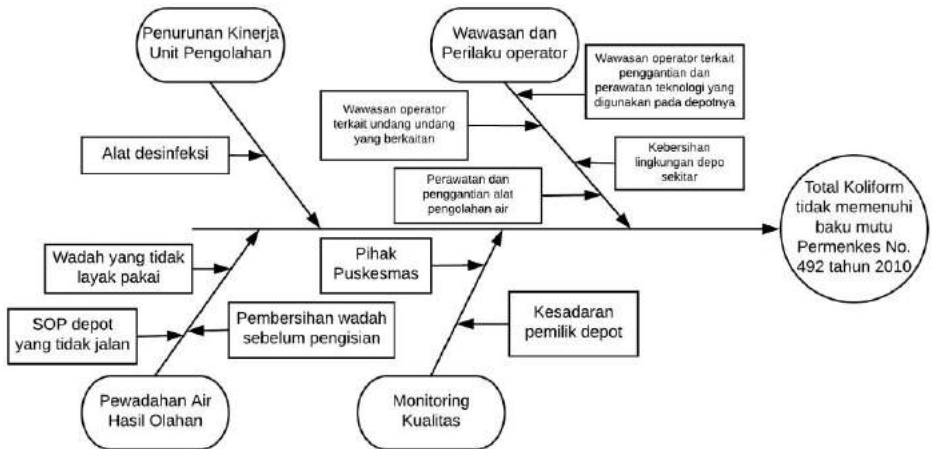 Penurunan Kinerja
Unit Pengolahan
Wawasan dan
Perilaku operator
Wawasan operator terkait
penggantian dan
perawatan teknologi yang
digunakan pada depotnya
Wawasan operator
terkait undang undang
yang berkaitan
Alat desinfeksi
Kebersihan
lingkungan depo
sekitar
Perawatan dan
penggantian alat
pengolahan air
Total Koliform
tidak memenuhi
baku mutu
Permenkes No.
492 tahun 2010
Wadah yang tidak
layak pakai
Pihak
Puskesmas
SOP depot
yang tidak jalan
Pembersihan wadah
sebelum pengisian
Kesadaran
pemilik depot
Pewadahan Air
Hasil Olahan
Monitoring
Kualitas